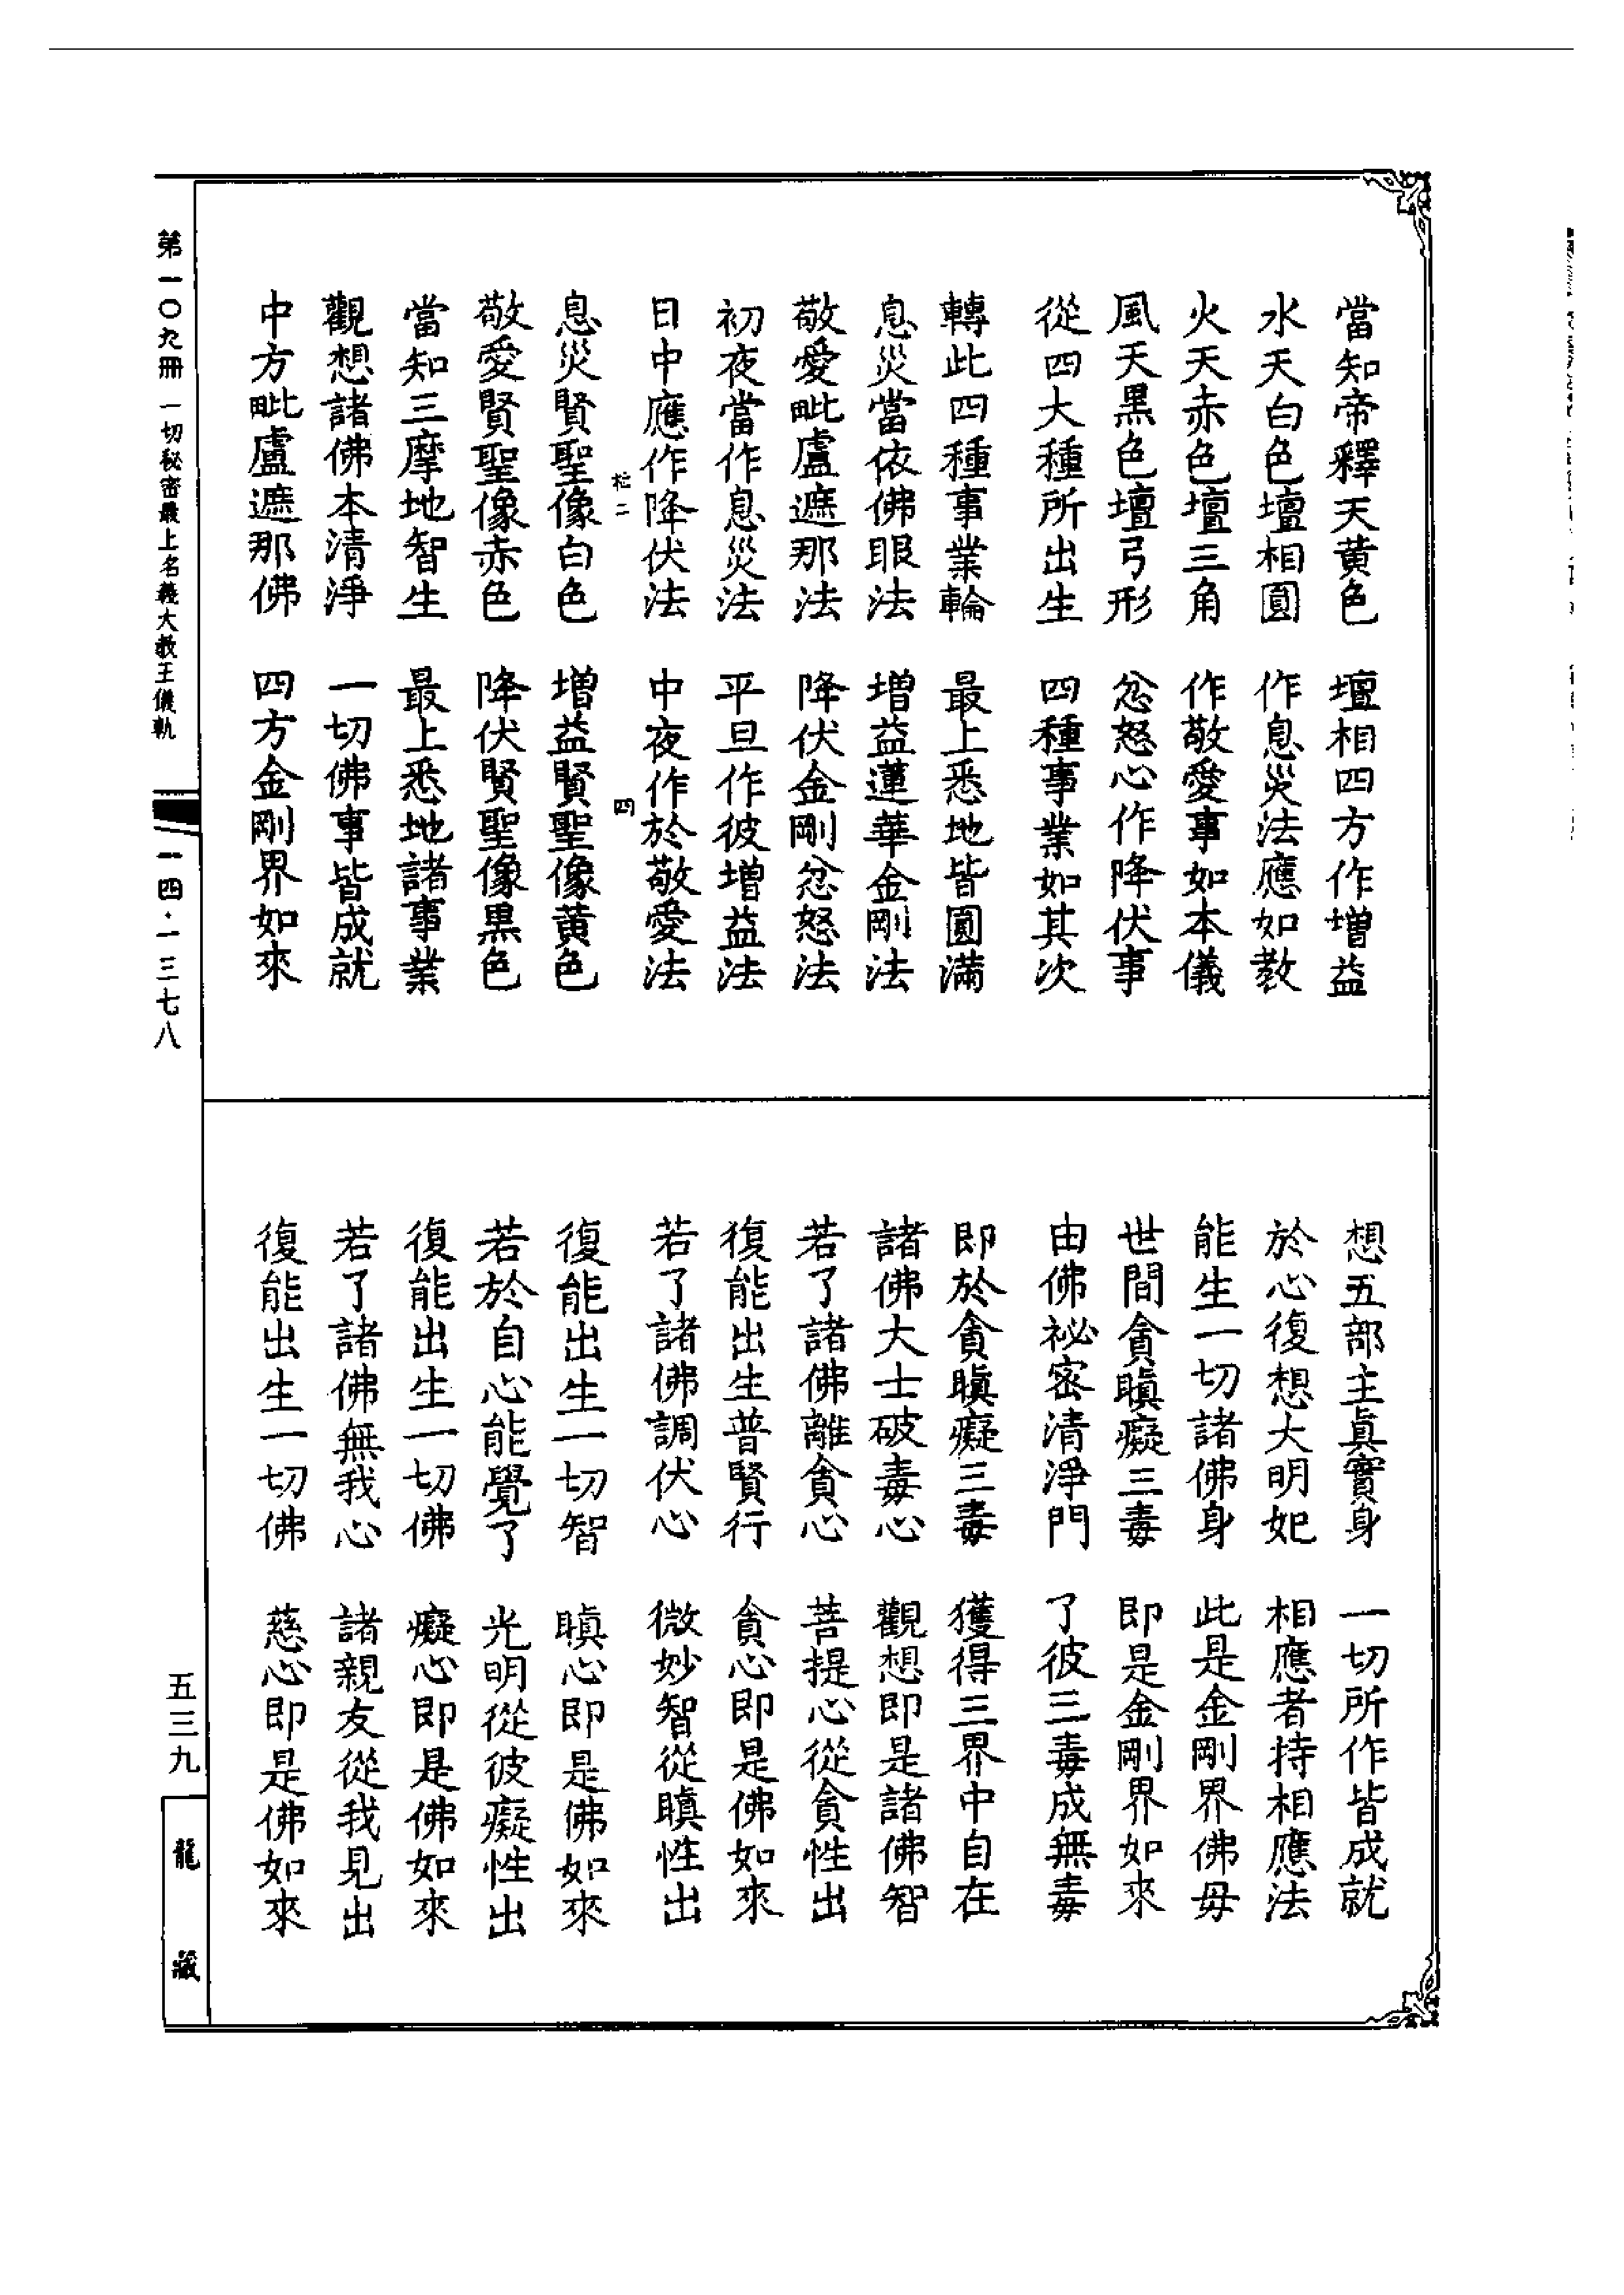 當知帝釋天黄色　壇相四方作增益
水天白色壇相圓　作息災法應如教
火天赤色壇三角　作敬愛事如本儀
風天黑色壇弓形　忿怒心作降伏事
從四大種所出生　四種事業如其次
轉此四種事業輪　最上悉地皆圓滿
息災當依佛眼法　增益蓮華金剛法
敬愛毗盧遮那法　降伏金剛忿怒法
初夜當作息災法　平旦作彼增益法
日中應作降伏法　中夜作於敬愛法
二　四
息災賢聖像白色　增益賢聖像黄色
敬愛賢聖像赤色　降伏賢聖像黑色
當知三摩地智生　最上悉地諸事業
觀想諸佛本清淨　一切佛事皆成就
中方毗盧遮那佛　四方金剛界如來
想五部主真實身　一切所作皆成就
於心復想大明妃　相應者持相應法
能生一切諸佛身　此是金剛界佛母
世間貪瞋癡三毒　即是金剛界如來
由佛祕密清淨門　了彼三毒成無毒
即於貪瞋癡三毒　獲得三界中自在
諸佛大士破毒心　觀想即是諸佛智
若了諸佛離貪心　菩提心從貪性出
復能出生普賢行　貪心即是佛如來
若了諸佛調伏心　微妙智從瞋性出
復能出生一切智　瞋心即是佛如來
若於自心能覺了　光明從彼癡性出
復能出生一切佛　癡心即是佛如來
若了諸佛無我心　諸親友從我見出
復能出生一切佛　慈心即是佛如來
第一〇九冊　一切秘密最上名義大教王儀軌
一四·一三七八
五三九
龍藏